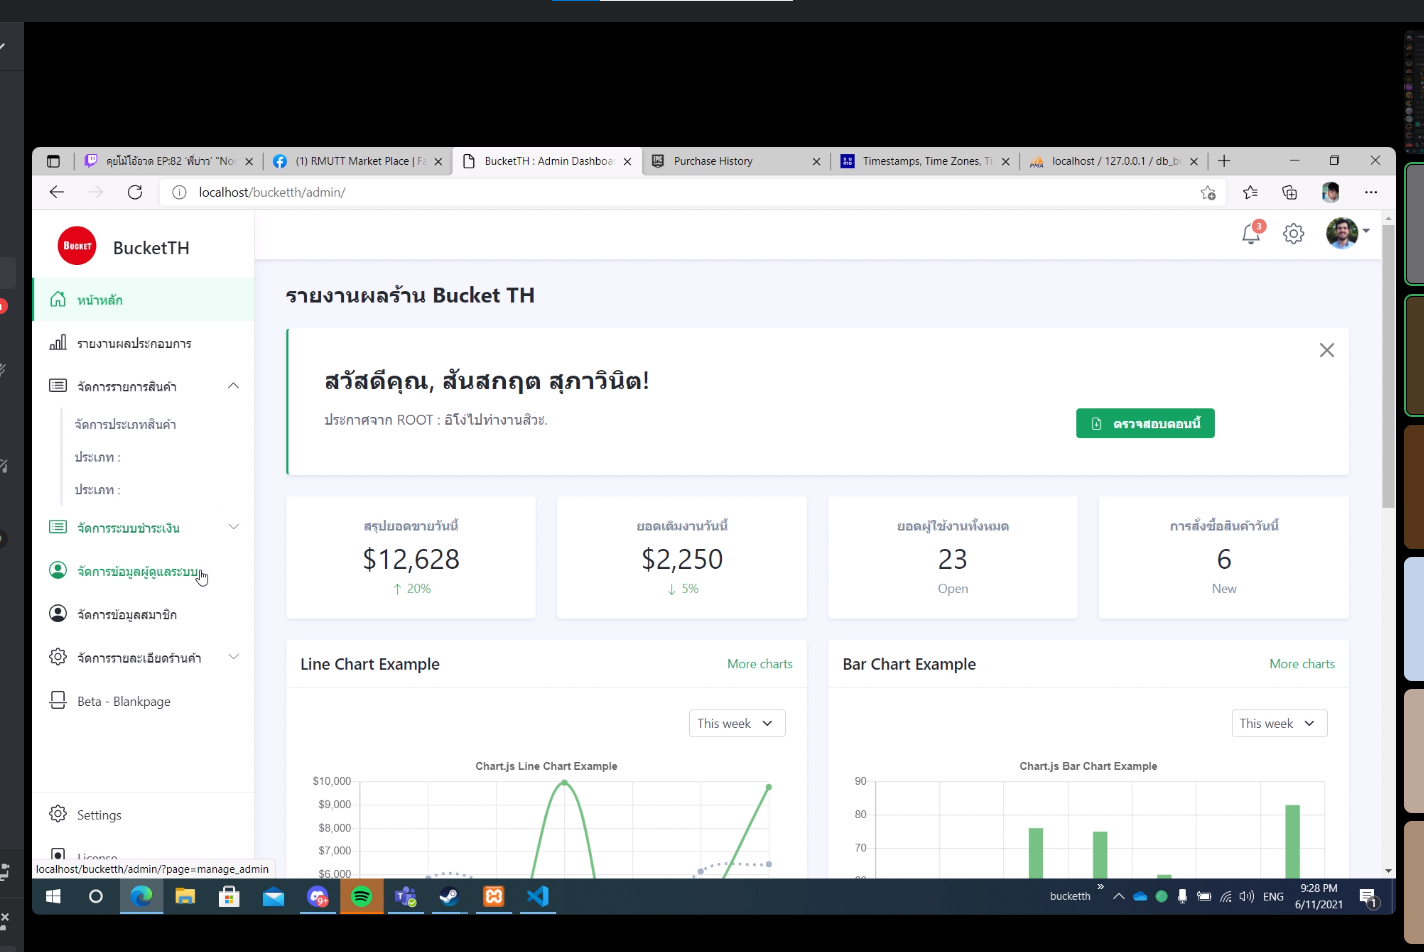 คุยโม้โอ้อวด EP:82 'พี่บ่าว' "No
(1) RMUTT Market Place | Fa
BucketTH : Admin Dashboa
Purchase History
Timestamps, Time Zones, Ti
localhost / 127.0.0.1 / db_b
localhost/bucketth/admin/
BUCKET
BucketTH
3
หน้าหลัก
รายงานผลประกอบการ
จัดการรายการสินค้า
จัดการประเภทสินค้า
ประเภท :
ประเภท :
จัดการระบบชำระเงิน
จัดการข้อมูลผู้ดูแลระบบ
จัดการข้อมูลสมาชิก
จัดการรายละเอียดร้านค้า
Beta - Blankpage
Settings
License
localhost/bucketth/admin/?page=manage_admin
รายงานผลร้าน Bucket TH
สวัสดีคุณ, สันสกฤต สุภาวินิต!
ประกาศจาก ROOT : อีโง่ไปทำงานสิวะ.
ตรวจสอบตอนนี้
สรุปยอดขายวันนี้
$12,628
↑ 20%
ยอดเติมงานวันนี้
$2,250
↓ 5%
ยอดผู้ใช้งานทั้งหมด
23
Open
การสั่งซื้อสินค้าวันนี้
6
New
Line Chart Example
More charts
This week
Chart.js Line Chart Example
$10,000
$9,000
$8,000
$7,000
$6,000
Bar Chart Example
More charts
This week
Chart.js Bar Chart Example
90
80
70
9+
bucketth
ENG
9:28 PM
6/11/2021
1